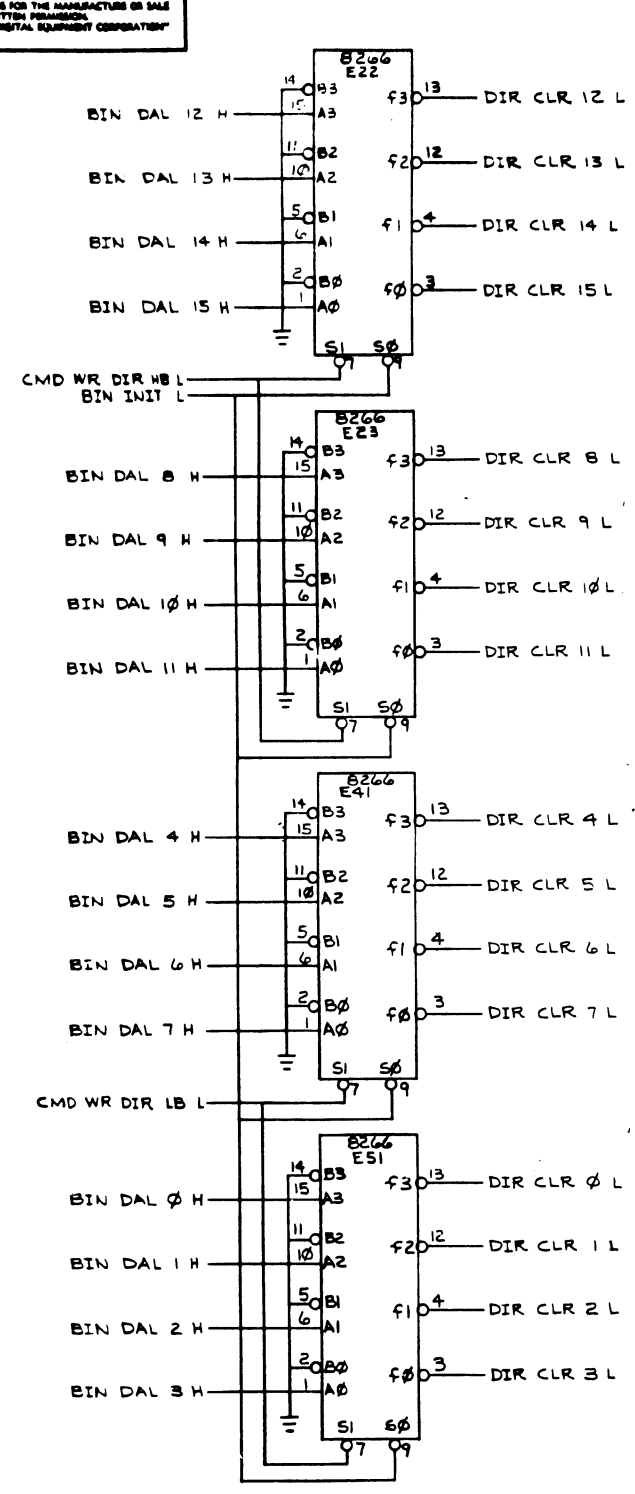 S FOR THE MANUFACTURE OR SALE
TTEN PERMISSION.
DIGITAL EQUIPMENT CORPORATION"
8266
E22
14 B3
BIN DAL 12 H 15 A3
f3 13 DIR CLR 12 L
11 B2
BIN DAL 13 H 1Ø A2
f2 12 DIR CLR 13 L
5 B1
BIN DAL 14 H 6 A1
f1 4 DIR CLR 14 L
2 BØ
BIN DAL 15 H 1 AØ
fØ 3 DIR CLR 15 L
S1 SØ
7 9
CMD WR DIR HB L
BIN INIT L
8266
E23
14 B3
BIN DAL 8 H 15 A3
f3 13 DIR CLR 8 L
11 B2
BIN DAL 9 H 1Ø A2
f2 12 DIR CLR 9 L
5 B1
BIN DAL 1Ø H 6 A1
f1 4 DIR CLR 1Ø L
2 BØ
BIN DAL 11 H 1 AØ
fØ 3 DIR CLR 11 L
S1 SØ
7 9
8266
E41
14 B3
BIN DAL 4 H 15 A3
f3 13 DIR CLR 4 L
11 B2
BIN DAL 5 H 1Ø A2
f2 12 DIR CLR 5 L
5 B1
BIN DAL 6 H 6 A1
f1 4 DIR CLR 6 L
2 BØ
BIN DAL 7 H 1 AØ
fØ 3 DIR CLR 7 L
S1 SØ
7 9
CMD WR DIR LB L
8266
E51
14 B3
BIN DAL Ø H 15 A3
f3 13 DIR CLR Ø L
11 B2
BIN DAL 1 H 1Ø A2
f2 12 DIR CLR 1 L
5 B1
BIN DAL 2 H 6 A1
f1 4 DIR CLR 2 L
2 BØ
BIN DAL 3 H 1 AØ
fØ 3 DIR CLR 3 L
S1 SØ
7 9